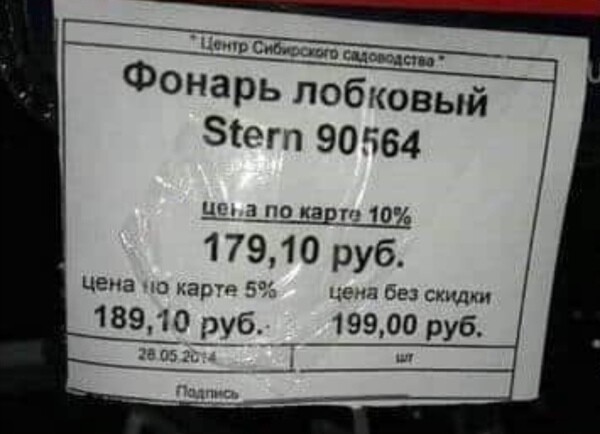 "Центр Сибирского садоводства"
Фонарь лобковый
Stern 90564
цена по карте 10%
179,10 руб.
цена по карте 5% цена без скидки
189,10 руб. 199,00 руб.
28.05.2014 шт
Подпись